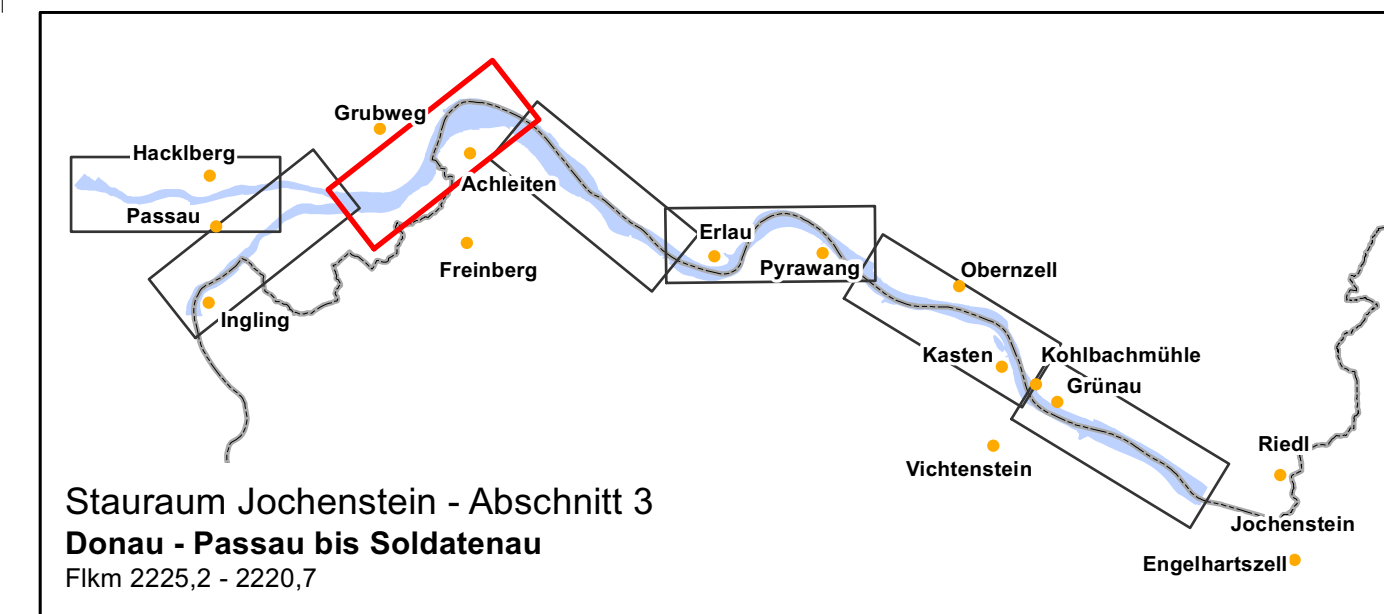 Grubweg
Hacklberg
Achleiten
Passau
Erlau
Freinberg
Pyrawang
Obernzell
Ingling
Kasten
Kohlbachmühle
Grünau
Riedl
Vichtenstein
Stauraum Jochenstein - Abschnitt 3
Jochenstein
Donau - Passau bis Soldatenau
Engelhartszell
Flkm 2225,2 - 2220,7